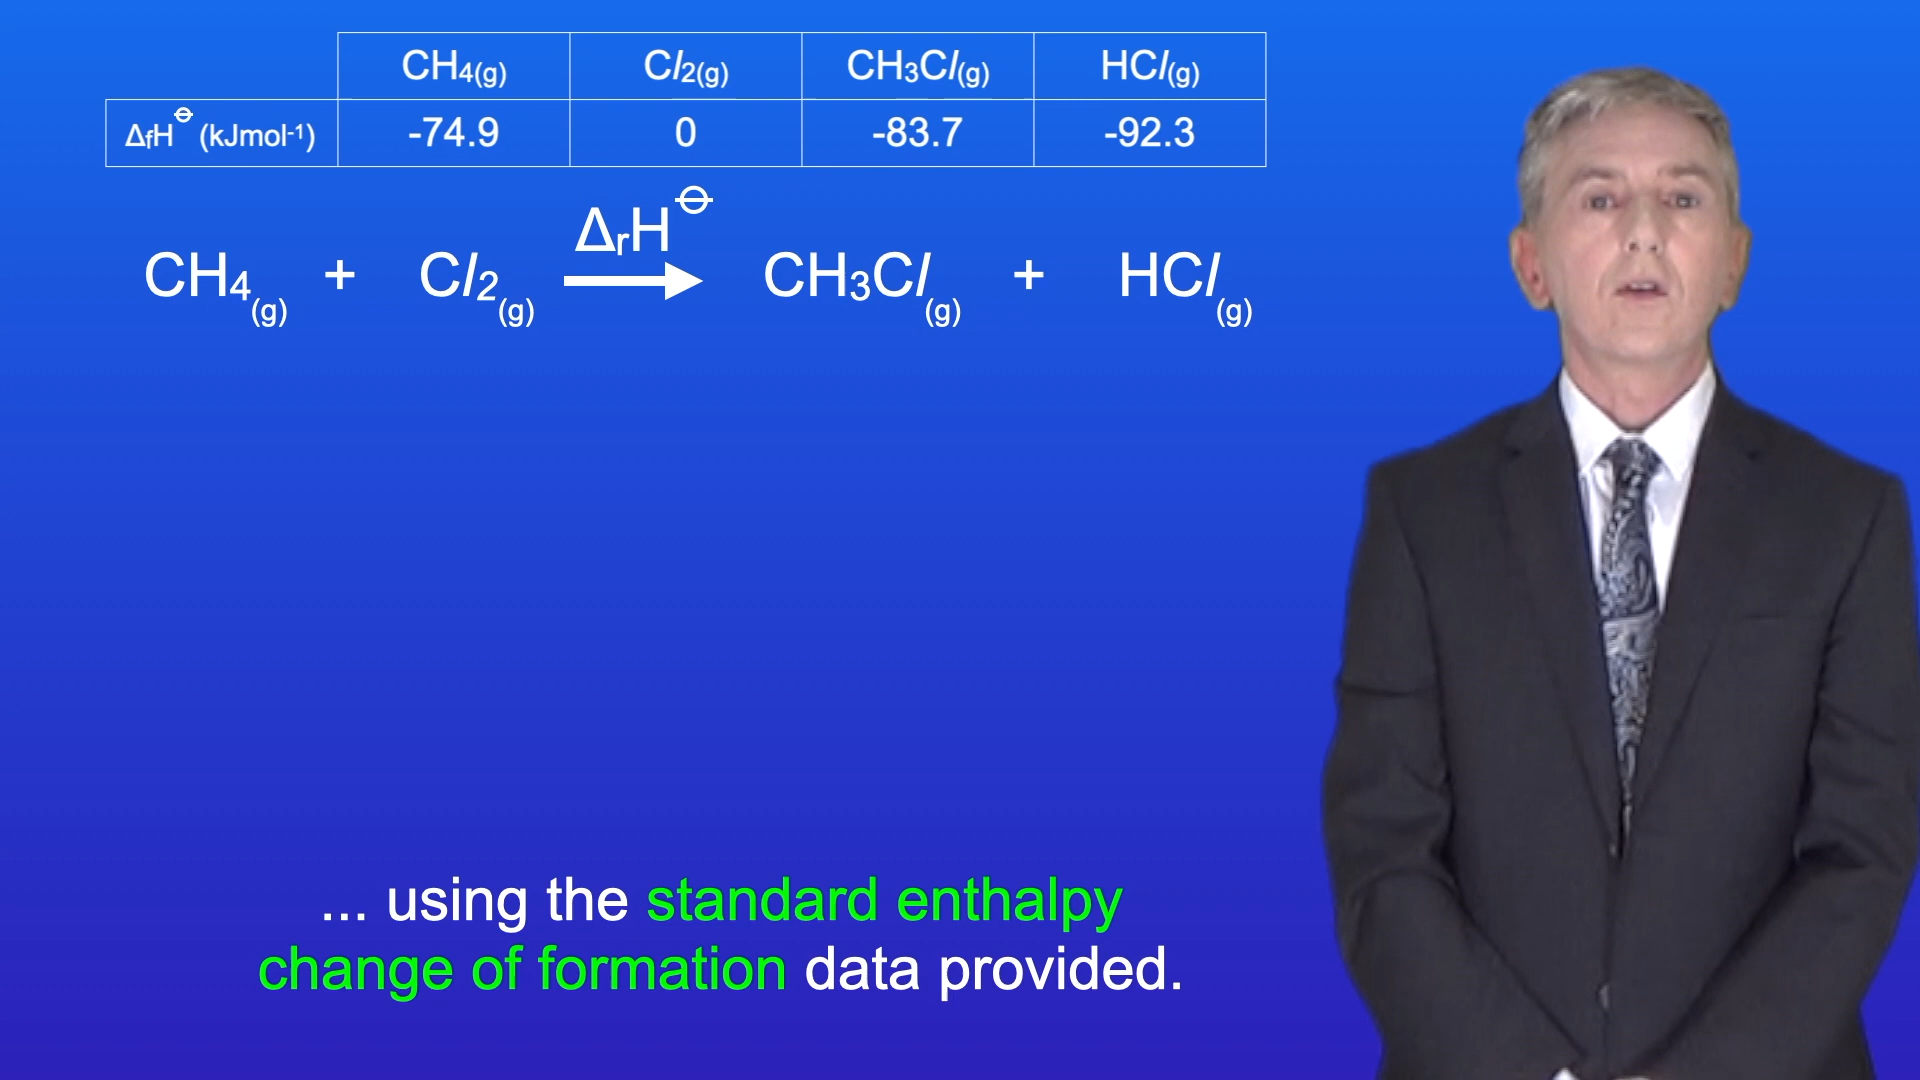 CH4(g) Cl2(g) CH3Cl(g) HCl(g)
ΔfH⦵ (kJmol-1) -74.9 0 -83.7 -92.3
ΔrH⦵
CH4(g) + Cl2(g) → CH3Cl(g) + HCl(g)
... using the standard enthalpy
change of formation data provided.